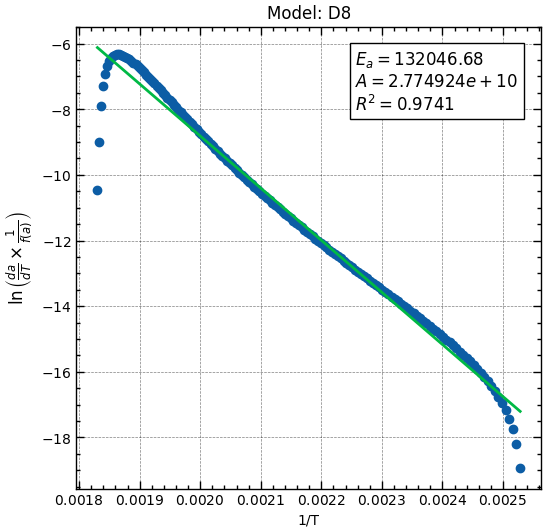 Model: D8
E_a = 132046.68
A = 2.774924e + 10
R^2 = 0.9741
ln (da/dT × 1/f(a))
−6
−8
−10
−12
−14
−16
−18
0.0018 0.0019 0.0020 0.0021 0.0022 0.0023 0.0024 0.0025
1/T